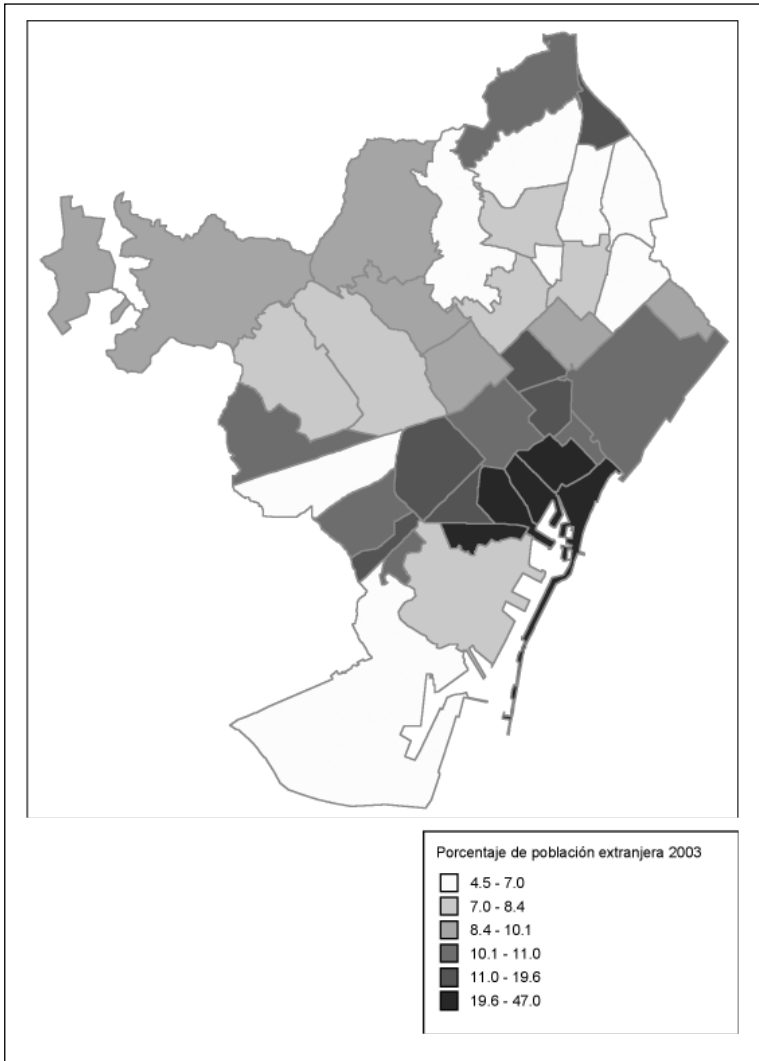 Porcentaje de población extranjera 2003
4.5 - 7.0
7.0 - 8.4
8.4 - 10.1
10.1 - 11.0
11.0 - 19.6
19.6 - 47.0